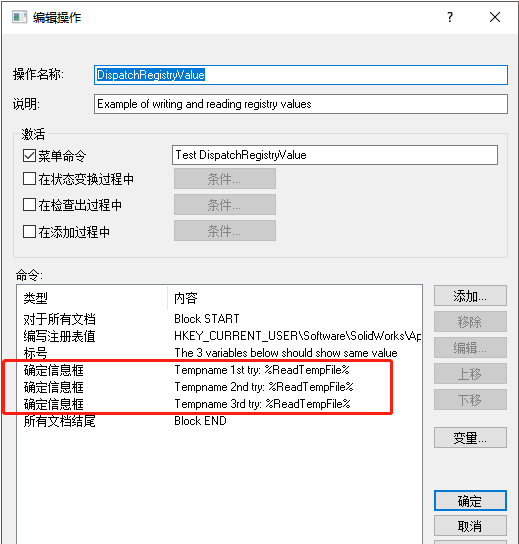 编辑操作
操作名称: DispatchRegistryValue
说明: Example of writing and reading registry values
激活
菜单命令 Test DispatchRegistryValue
在状态变换过程中 条件...
在检查出过程中 条件...
在添加过程中 条件...
命令:
类型 内容 添加...
对于所有文档 Block START 移除
编写注册表值 HKEY_CURRENT_USER\Software\SolidWorks\Ap
标号 The 3 variables below should show same value 编辑...
确定信息框 Tempname 1st try: %ReadTempFile% 上移
确定信息框 Tempname 2nd try: %ReadTempFile%
确定信息框 Tempname 3rd try: %ReadTempFile% 下移
所有文档结尾 Block END
变量...
确定
取消